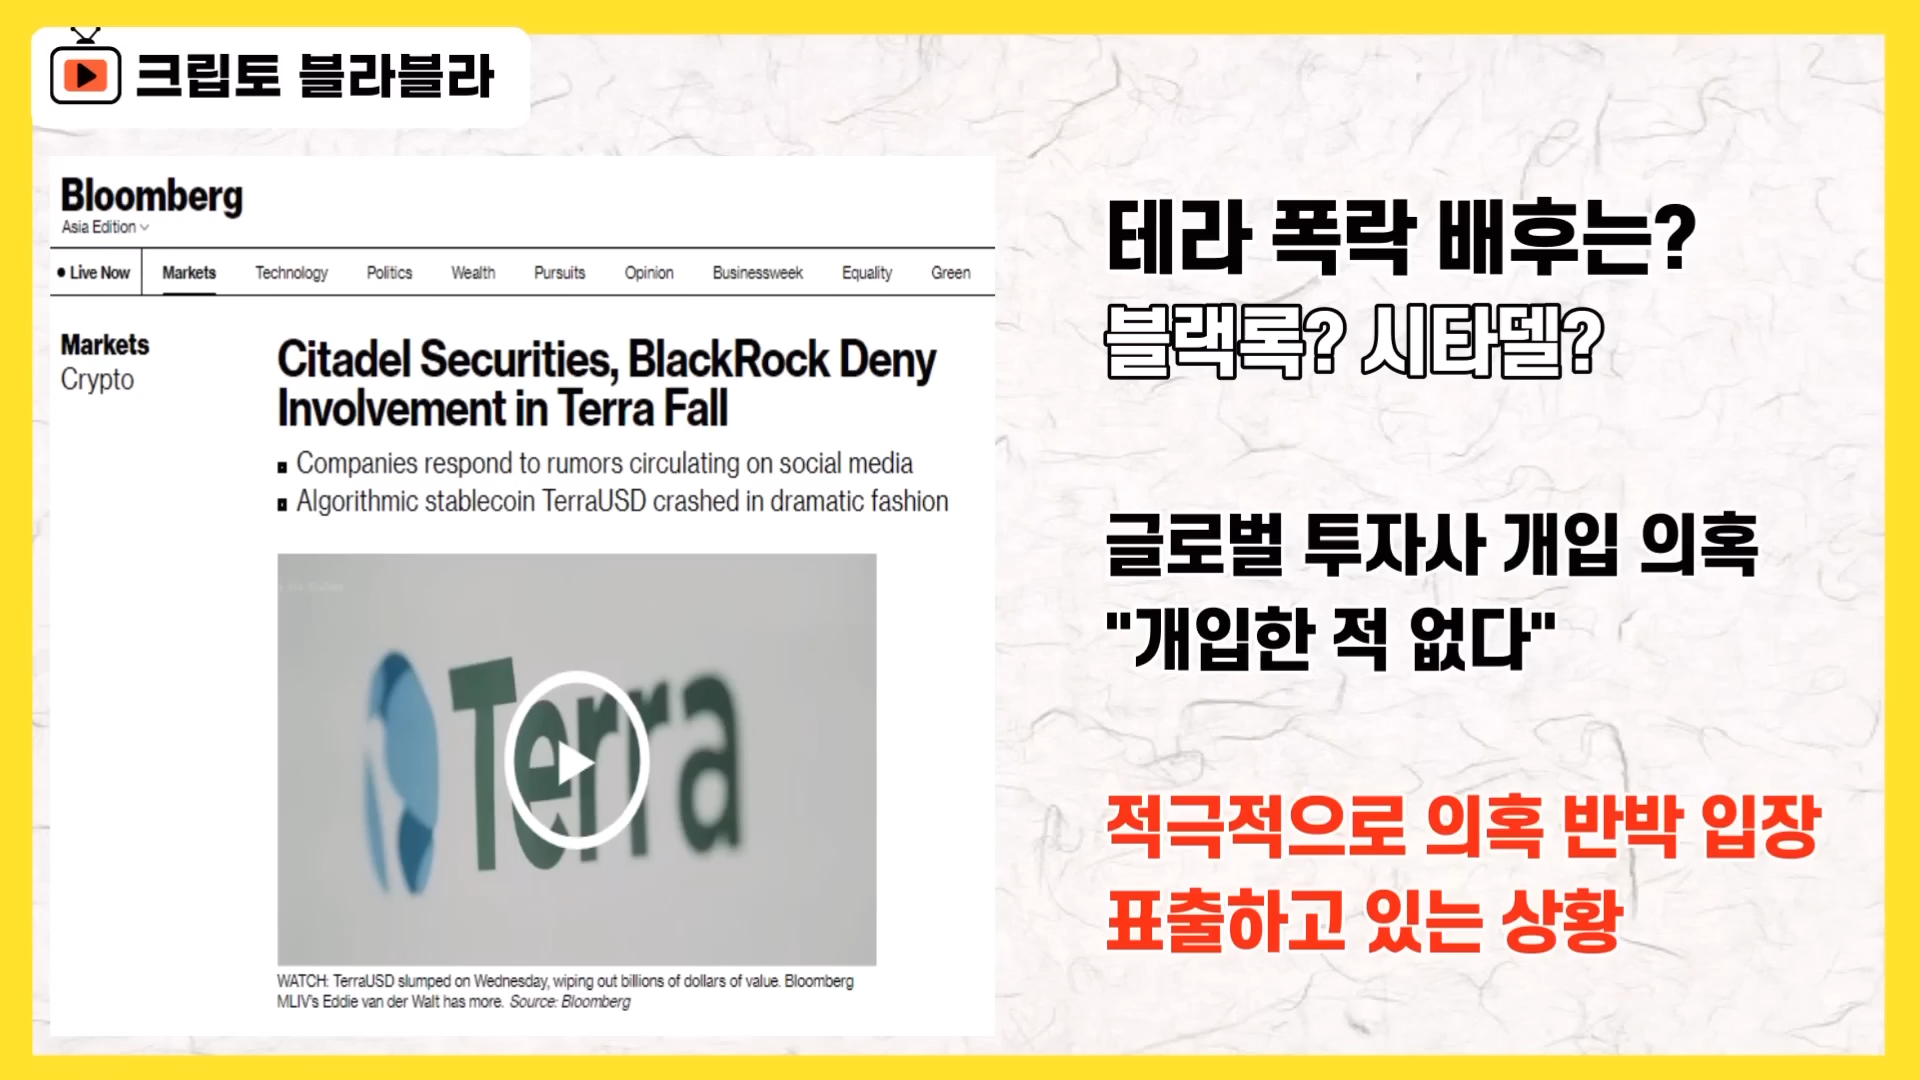 크립토 블라블라
Bloomberg
Asia Edition
Live Now Markets Technology Politics Wealth Pursuits Opinion Businessweek Equality Green
Markets
Crypto
Citadel Securities, BlackRock Deny
Involvement in Terra Fall
Companies respond to rumors circulating on social media
Algorithmic stablecoin TerraUSD crashed in dramatic fashion
Terra
WATCH: TerraUSD slumped on Wednesday, wiping out billions of dollars of value. Bloomberg
MLIV's Eddie van der Walt has more. Source: Bloomberg
테라 폭락 배후는?
블랙록? 시타델?
글로벌 투자사 개입 의혹
"개입한 적 없다"
적극적으로 의혹 반박 입장
표출하고 있는 상황